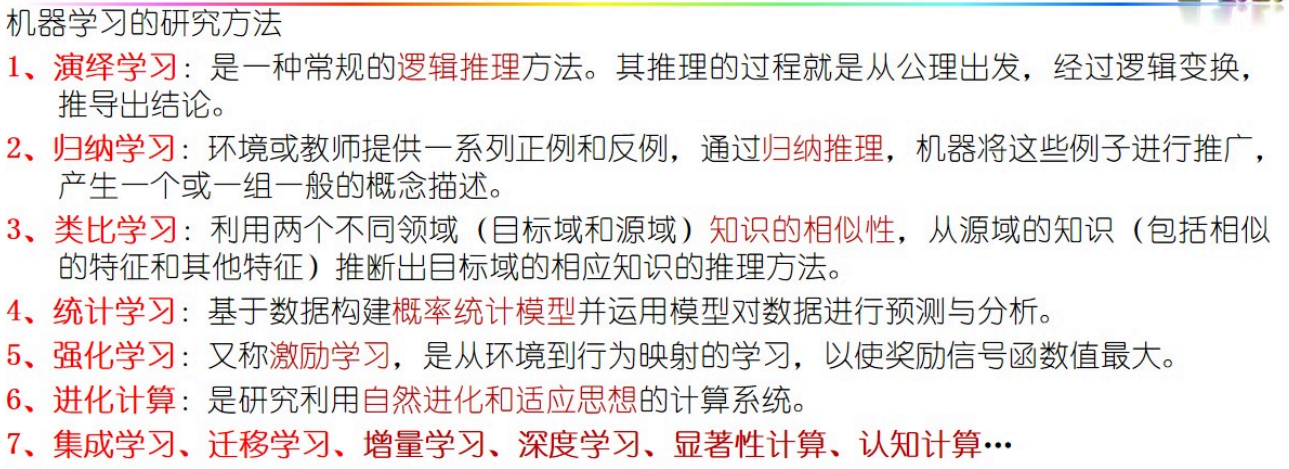 机器学习的研究方法
1、演绎学习：是一种常规的逻辑推理方法。其推理的过程就是从公理出发，经过逻辑变换，
推导出结论。
2、归纳学习：环境或教师提供一系列正例和反例，通过归纳推理，机器将这些例子进行推广，
产生一个或一组一般的概念描述。
3、类比学习：利用两个不同领域（目标域和源域）知识的相似性，从源域的知识（包括相似
的特征和其他特征）推断出目标域的相应知识的推理方法。
4、统计学习：基于数据构建概率统计模型并运用模型对数据进行预测与分析。
5、强化学习：又称激励学习，是从环境到行为映射的学习，以使奖励信号函数值最大。
6、进化计算：是研究利用自然进化和适应思想的计算系统。
7、集成学习、迁移学习、增量学习、深度学习、显著性计算、认知计算…